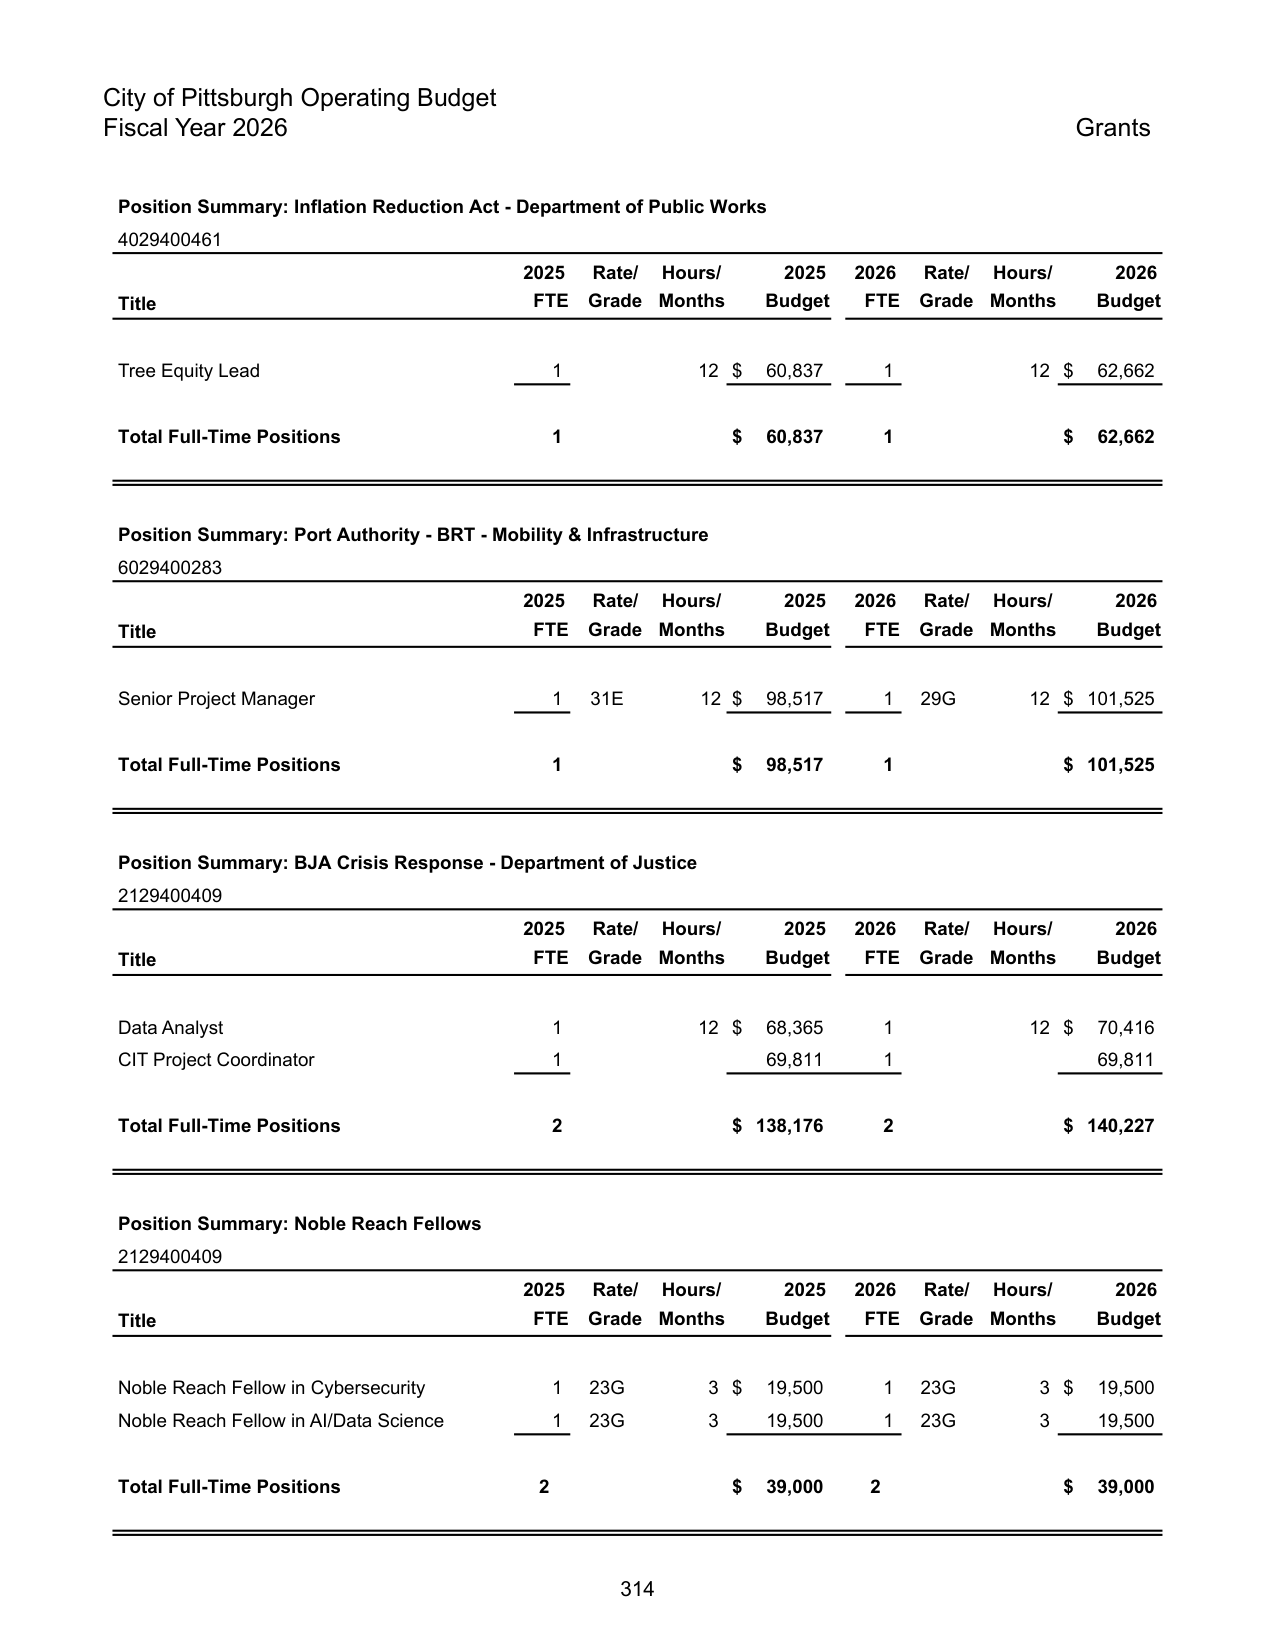 City of Pittsburgh Operating Budget
Fiscal Year 2026 Grants
Position Summary: Inflation Reduction Act - Department of Public Works
4029400461
2025 Rate/ Hours/ 2025 2026 Rate/ Hours/ 2026
Title FTE Grade Months Budget FTE Grade Months Budget
Tree Equity Lead 1 12 $ 60,837 1 12 $ 62,662
Total Full-Time Positions 1 $ 60,837 1 $ 62,662
Position Summary: Port Authority - BRT - Mobility & Infrastructure
6029400283
2025 Rate/ Hours/ 2025 2026 Rate/ Hours/ 2026
Title FTE Grade Months Budget FTE Grade Months Budget
Senior Project Manager 1 31E 12 $ 98,517 1 29G 12 $ 101,525
Total Full-Time Positions 1 $ 98,517 1 $ 101,525
Position Summary: BJA Crisis Response - Department of Justice
2129400409
2025 Rate/ Hours/ 2025 2026 Rate/ Hours/ 2026
Title FTE Grade Months Budget FTE Grade Months Budget
Data Analyst 1 12 $ 68,365 1 12 $ 70,416
CIT Project Coordinator 1 69,811 1 69,811
Total Full-Time Positions 2 $ 138,176 2 $ 140,227
Position Summary: Noble Reach Fellows
2129400409
2025 Rate/ Hours/ 2025 2026 Rate/ Hours/ 2026
Title FTE Grade Months Budget FTE Grade Months Budget
Noble Reach Fellow in Cybersecurity 1 23G 3 $ 19,500 1 23G 3 $ 19,500
Noble Reach Fellow in AI/Data Science 1 23G 3 19,500 1 23G 3 19,500
Total Full-Time Positions 2 $ 39,000 2 $ 39,000
314